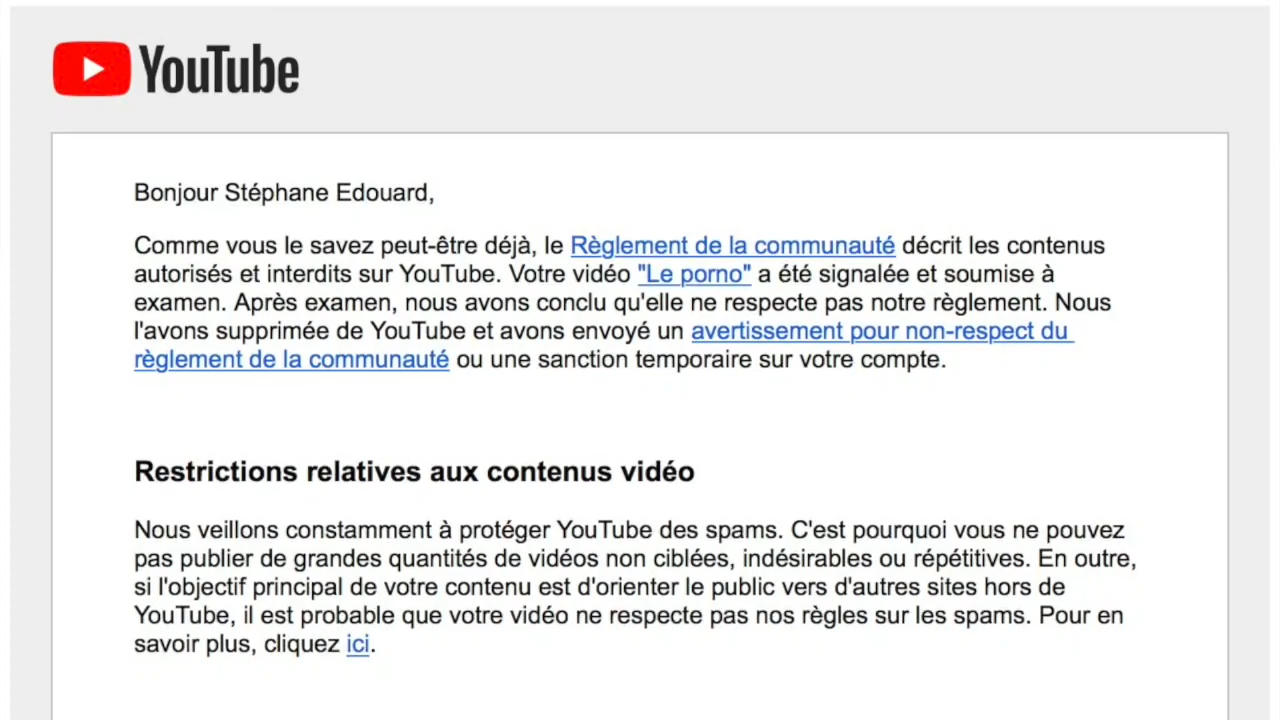 YouTube
Bonjour Stéphane Edouard,
Comme vous le savez peut-être déjà, le Règlement de la communauté décrit les contenus
autorisés et interdits sur YouTube. Votre vidéo "Le porno" a été signalée et soumise à
examen. Après examen, nous avons conclu qu'elle ne respecte pas notre règlement. Nous
l'avons supprimée de YouTube et avons envoyé un avertissement pour non-respect du
règlement de la communauté ou une sanction temporaire sur votre compte.
Restrictions relatives aux contenus vidéo
Nous veillons constamment à protéger YouTube des spams. C'est pourquoi vous ne pouvez
pas publier de grandes quantités de vidéos non ciblées, indésirables ou répétitives. En outre,
si l'objectif principal de votre contenu est d'orienter le public vers d'autres sites hors de
YouTube, il est probable que votre vidéo ne respecte pas nos règles sur les spams. Pour en
savoir plus, cliquez ici.